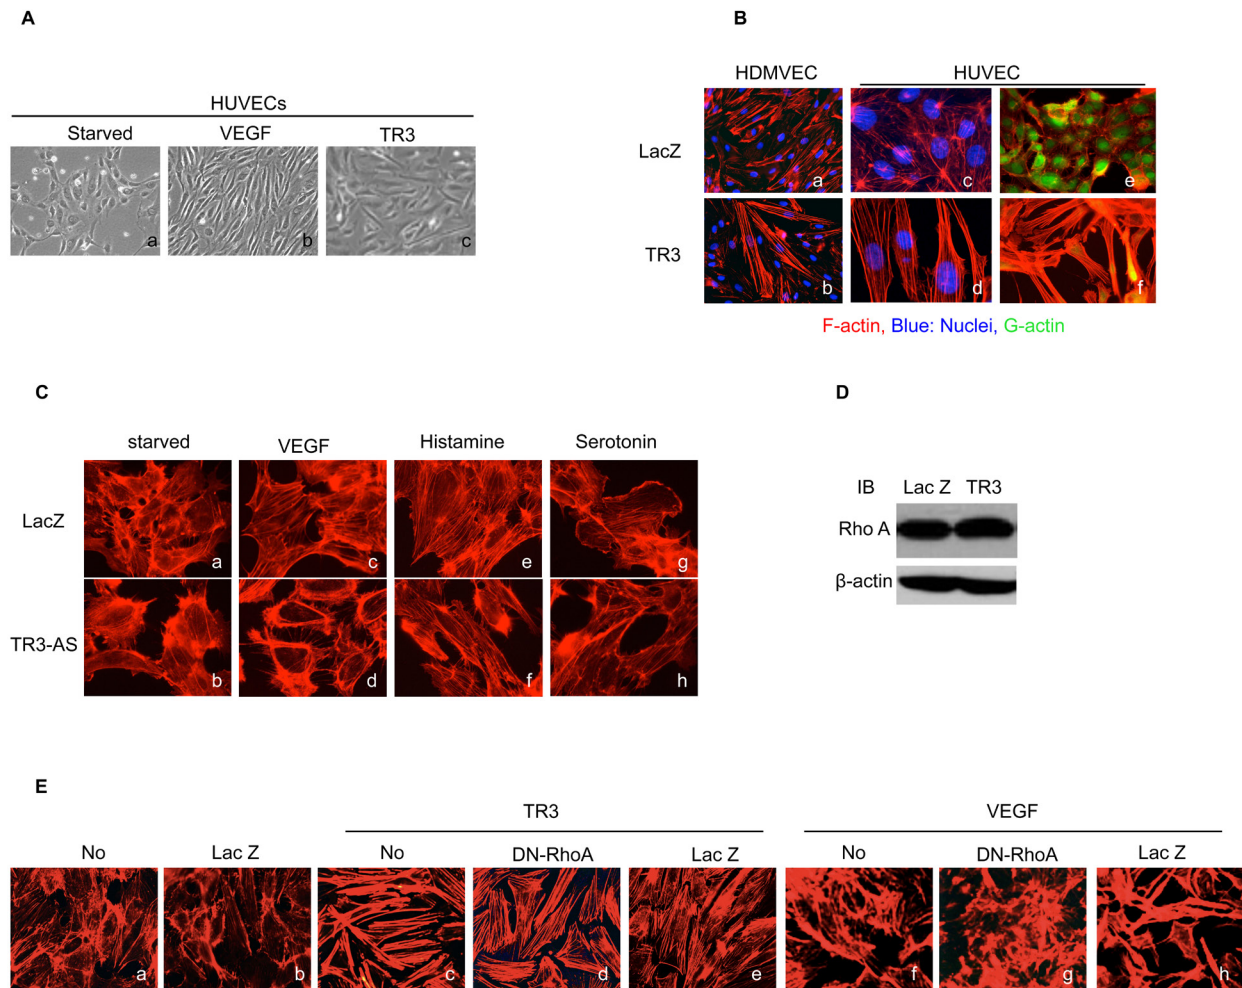 A
HUVECs
Starved VEGF TR3
a b c
B
HDMVEC HUVEC
LacZ
a c e
TR3
b d f
F-actin, Blue: Nuclei, G-actin
C
starved VEGF Histamine Serotonin
LacZ
a c e g
TR3-AS
b d f h
D
IB Lac Z TR3
Rho A
β-actin
E
TR3 VEGF
No Lac Z No DN-RhoA Lac Z No DN-RhoA Lac Z
a b c d e f g h